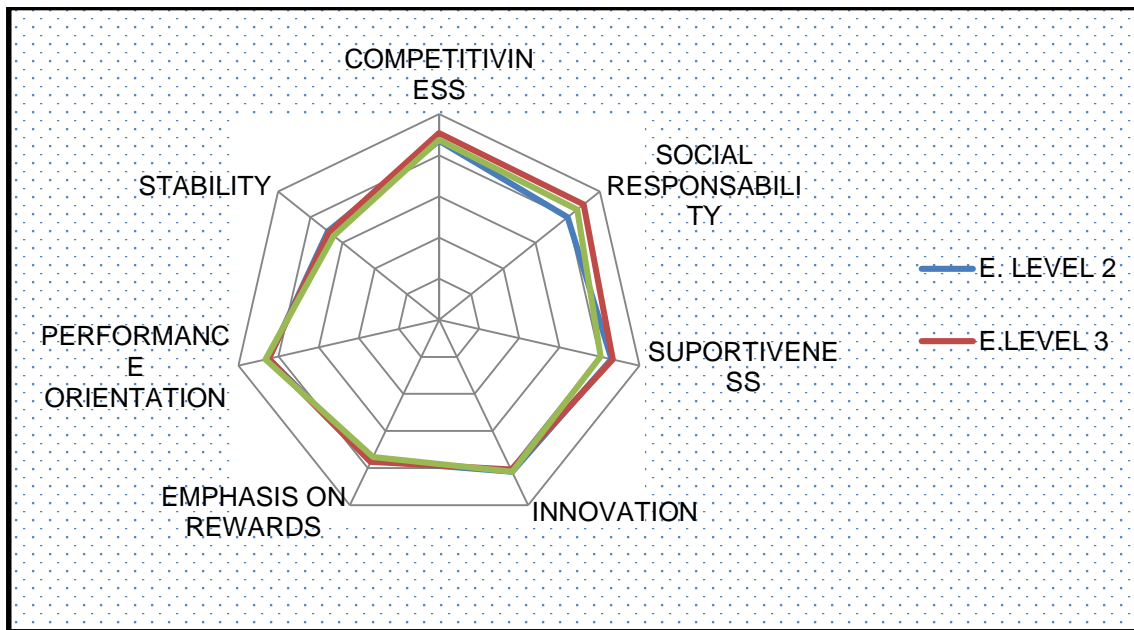 COMPETITIVIN
ESS
SOCIAL
RESPONSABILI
TY
SUPORTIVENE
SS
INNOVATION
EMPHASIS ON
REWARDS
PERFORMANC
E
ORIENTATION
STABILITY
E. LEVEL 2
E.LEVEL 3